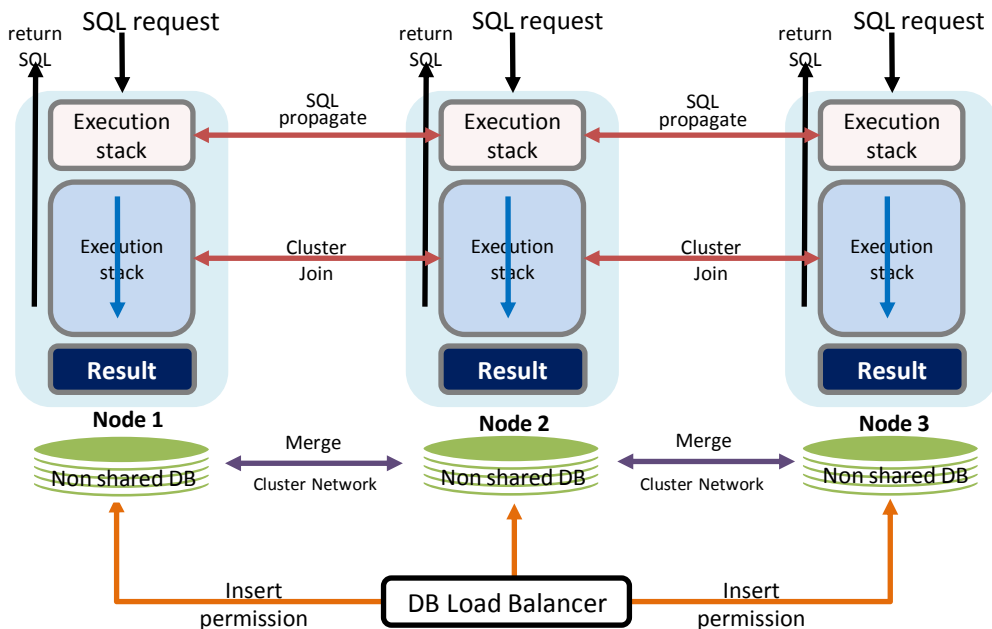 SQL request
SQL request
SQL request
return
SQL
return
SQL
return
SQL
Execution
stack
SQL
propagate
Execution
stack
SQL
propagate
Execution
stack
Execution
stack
Cluster
Join
Execution
stack
Cluster
Join
Execution
stack
Result
Result
Result
Node 1
Node 2
Node 3
Non shared DB
Merge
Cluster Network
Non shared DB
Merge
Cluster Network
Non shared DB
Insert
permission
DB Load Balancer
Insert
permission